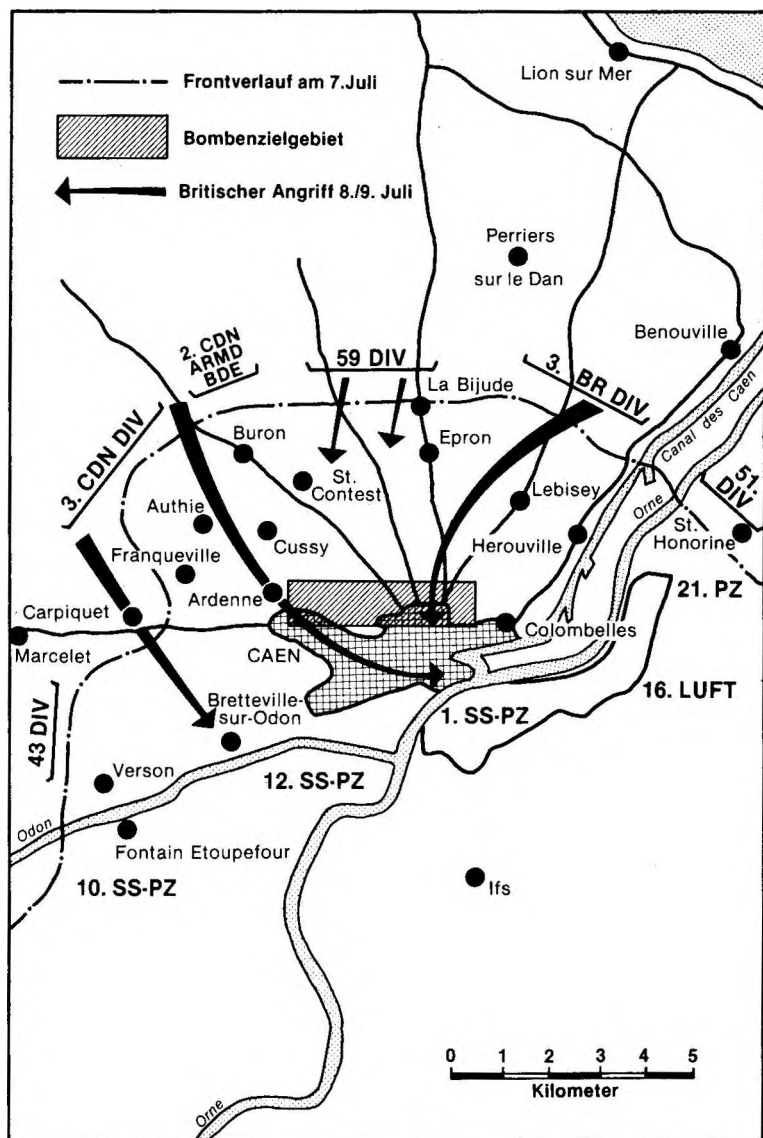 Lion sur Mer
Frontverlauf am 7.Juli
Bombenzielgebiet
Britischer Angriff 8./9. Juli
Perriers
sur le Dan
Benouville
2. CDN
ARMD
BDE
59 DIV
3. BR DIV
La Bijude
Canal des Caen
3. CDN DIV
Buron
Epron
St.
Contest
51.
DIV
Orne
Authie
Lebisey
St.
Honorine
Cussy
Herouville
Franqueville
21. PZ
Ardenne
Carpiquet
Colombelles
Marcelet
CAEN
16. LUFT
Bretteville-
sur-Odon
1. SS-PZ
43 DIV
12. SS-PZ
Verson
Odon
Fontain Etoupefour
Ifs
10. SS-PZ
0 1 2 3 4 5
Kilometer
Orne